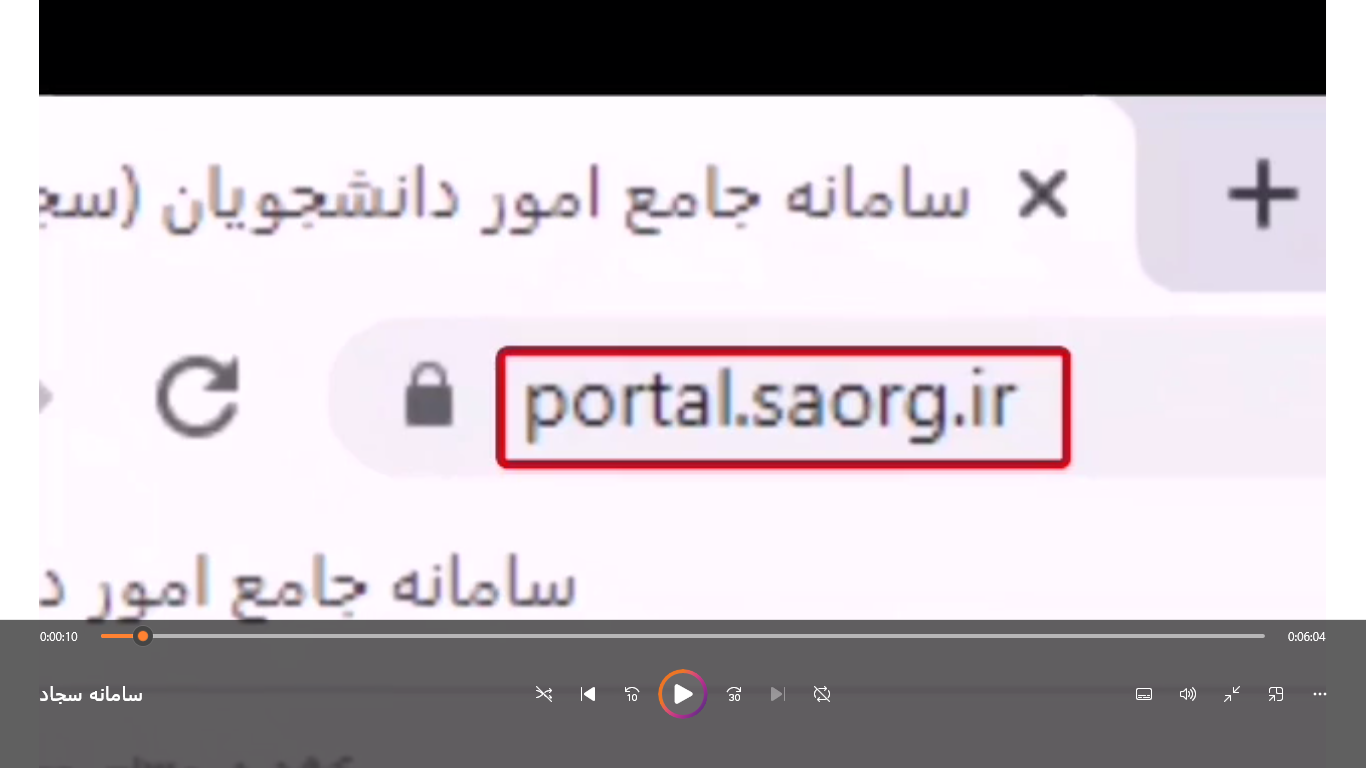 سامانه جامع امور دانشجویان (سج
portal.saorg.ir
سامانه جامع امور د
0:00:10
0:06:04
سامانه سجاد
10
30